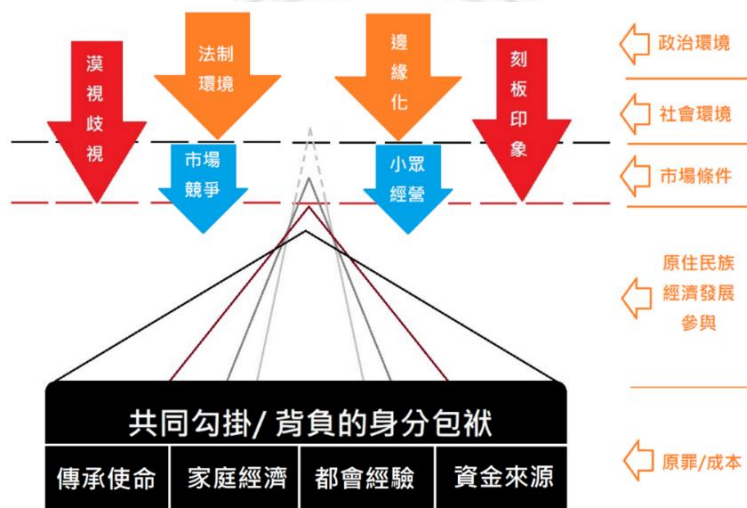 漠視歧視
法制
環境
邊緣化
刻板印象
政治環境
社會環境
市場
競爭
小眾
經營
市場條件
原住民族
經濟發展
參與
共同勾掛/背負的身分包袱
傳承使命
家庭經濟
都會經驗
資金來源
原罪/成本